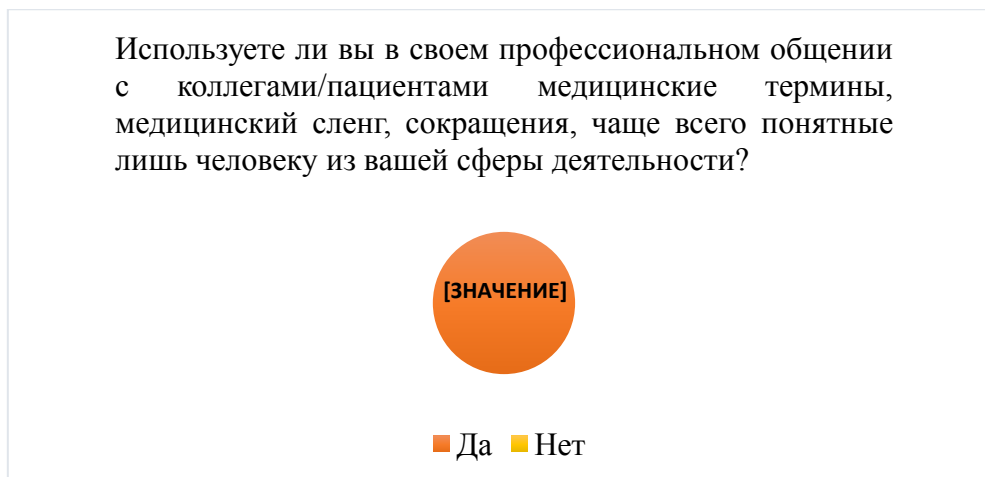 Используете ли вы в своем профессиональном общении
с коллегами/пациентами медицинские термины,
медицинский сленг, сокращения, чаще всего понятные
лишь человеку из вашей сферы деятельности?
[ЗНАЧЕНИЕ]
Да Нет